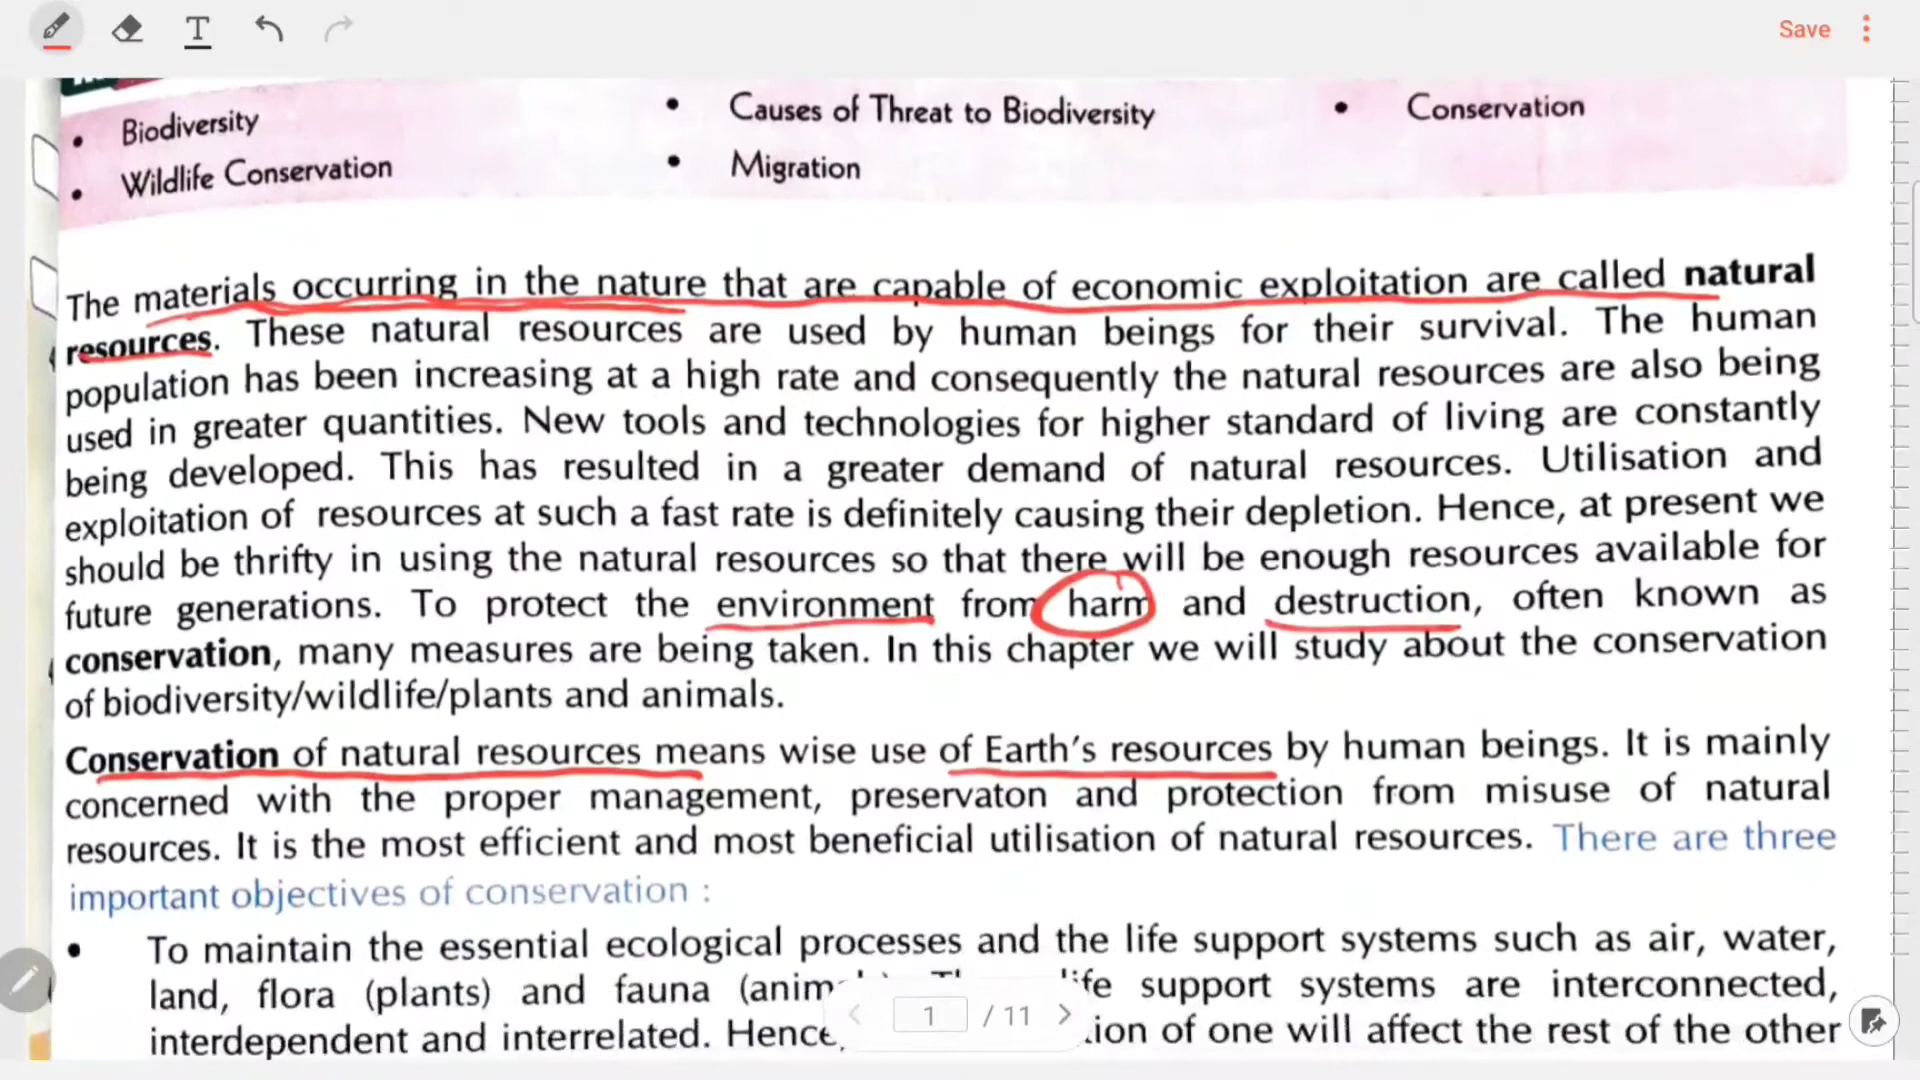 T
Save
• Biodiversity
• Causes of Threat to Biodiversity
• Conservation
• Wildlife Conservation
• Migration
The materials occurring in the nature that are capable of economic exploitation are called natural
resources. These natural resources are used by human beings for their survival. The human
population has been increasing at a high rate and consequently the natural resources are also being
used in greater quantities. New tools and technologies for higher standard of living are constantly
being developed. This has resulted in a greater demand of natural resources. Utilisation and
exploitation of resources at such a fast rate is definitely causing their depletion. Hence, at present we
should be thrifty in using the natural resources so that there will be enough resources available for
future generations. To protect the environment from harm and destruction, often known as
conservation, many measures are being taken. In this chapter we will study about the conservation
of biodiversity/wildlife/plants and animals.
Conservation of natural resources means wise use of Earth's resources by human beings. It is mainly
concerned with the proper management, preservaton and protection from misuse of natural
resources. It is the most efficient and most beneficial utilisation of natural resources. There are three
important objectives of conservation :
• To maintain the essential ecological processes and the life support systems such as air, water,
land, flora (plants) and fauna support systems are interconnected,
interdependent and interrelated. Hence, of one will affect the rest of the other
1 / 11